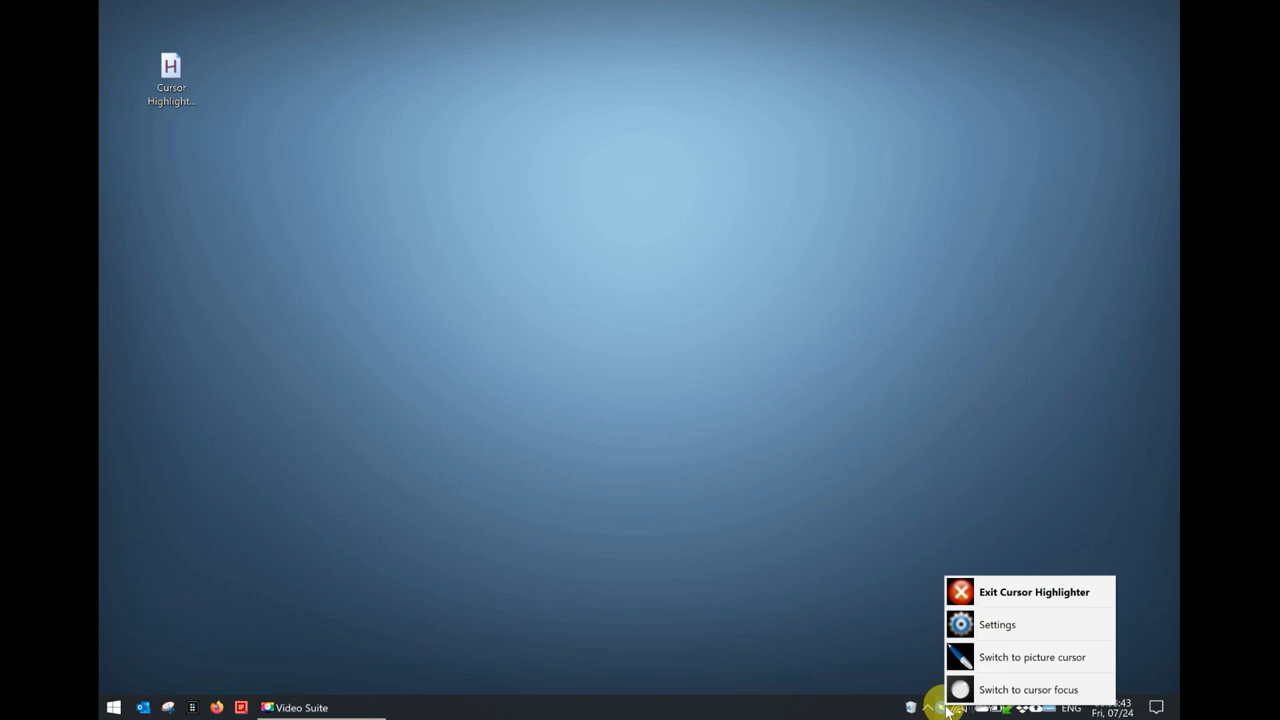 H
Cursor
Highlight...
Exit Cursor Highlighter
Settings
Switch to picture cursor
Switch to cursor focus
Video Suite
ENG
:43
Fri, 07/24